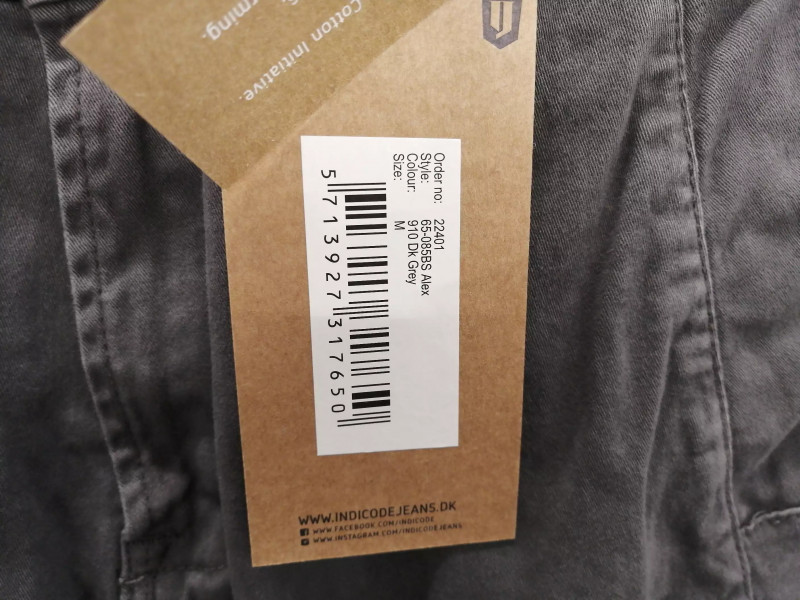 rming.
Cotton Initiative.
Order no: 22401
Style: 65-085BS Alex
Colour: 910 Dk Grey
Size: M
5 713927 317650
WWW.INDICODEJEANS.DK
WWW.FACEBOOK.COM/INDICODE
WWW.INSTAGRAM.COM/INDICODEJEANS